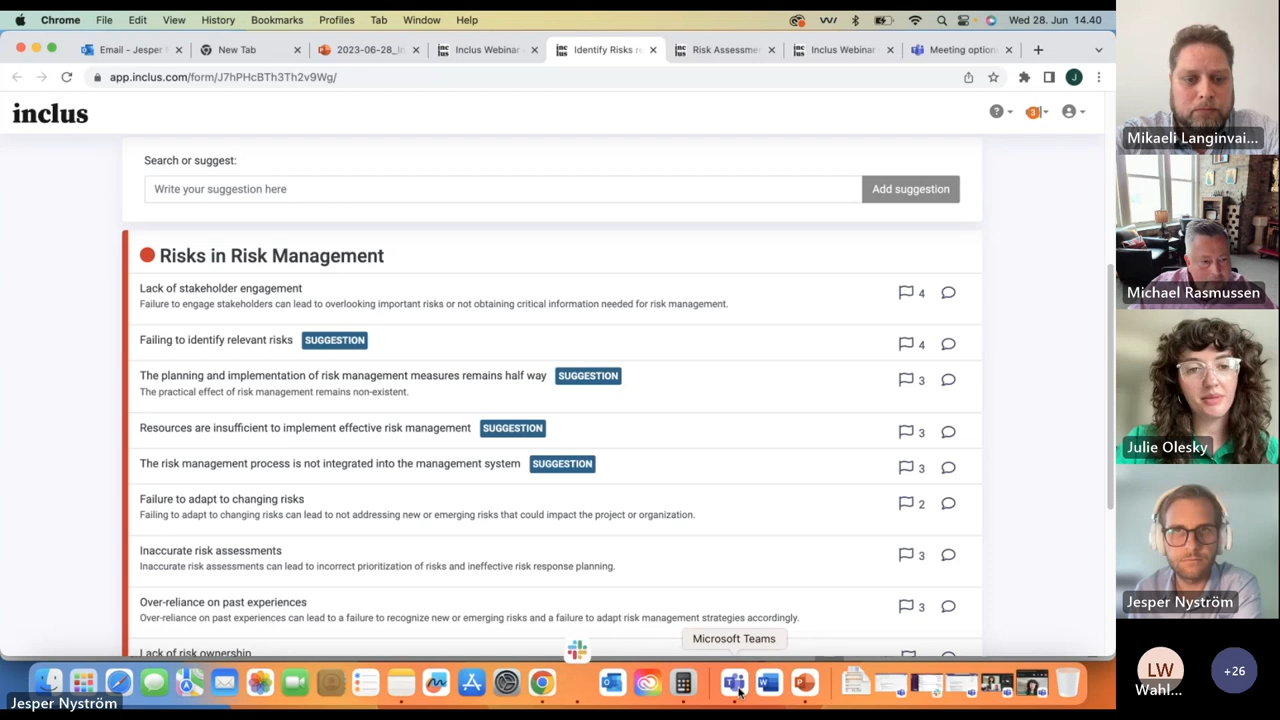 Chrome File Edit View History Bookmarks Profiles Tab Window Help Wed 28. Jun 14.40
Email - Jesper
New Tab
2023-06-28_I
Inclus Webinar
Identify Risks r
Risk Assessme
Inclus Webinar
Meeting option
app.inclus.com/form/J7hPHcBTh3Th2v9Wg/
J
inclus
3
Search or suggest:
Write your suggestion here
Add suggestion
Risks in Risk Management
Lack of stakeholder engagement
4
Failure to engage stakeholders can lead to overlooking important risks or not obtaining critical information needed for risk management.
Failing to identify relevant risks SUGGESTION
4
The planning and implementation of risk management measures remains half way SUGGESTION
3
The practical effect of risk management remains non-existent.
Resources are insufficient to implement effective risk management SUGGESTION
3
The risk management process is not integrated into the management system SUGGESTION
3
Failure to adapt to changing risks
2
Failing to adapt to changing risks can lead to not addressing new or emerging risks that could impact the project or organization.
Inaccurate risk assessments
3
Inaccurate risk assessments can lead to incorrect prioritization of risks and ineffective risk response planning.
Over-reliance on past experiences
3
Over-reliance on past experiences can lead to a failure to recognize new or emerging risks and a failure to adapt risk management strategies accordingly.
Lack of risk ownership
Microsoft Teams
Jesper Nyström
Mikaeli Langinvai...
Michael Rasmussen
Julie Olesky
Jesper Nyström
LW
Wahl...
+26